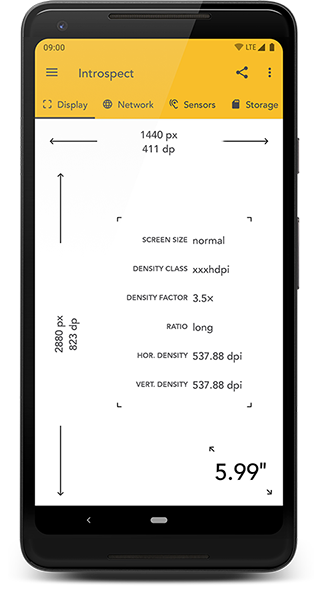 09:00 LTE
Introspect
Display Network Sensors Storage
1440 px
411 dp
2880 px
823 dp
SCREEN SIZE normal
DENSITY CLASS xxxhdpi
DENSITY FACTOR 3.5×
RATIO long
HOR. DENSITY 537.88 dpi
VERT. DENSITY 537.88 dpi
5.99"